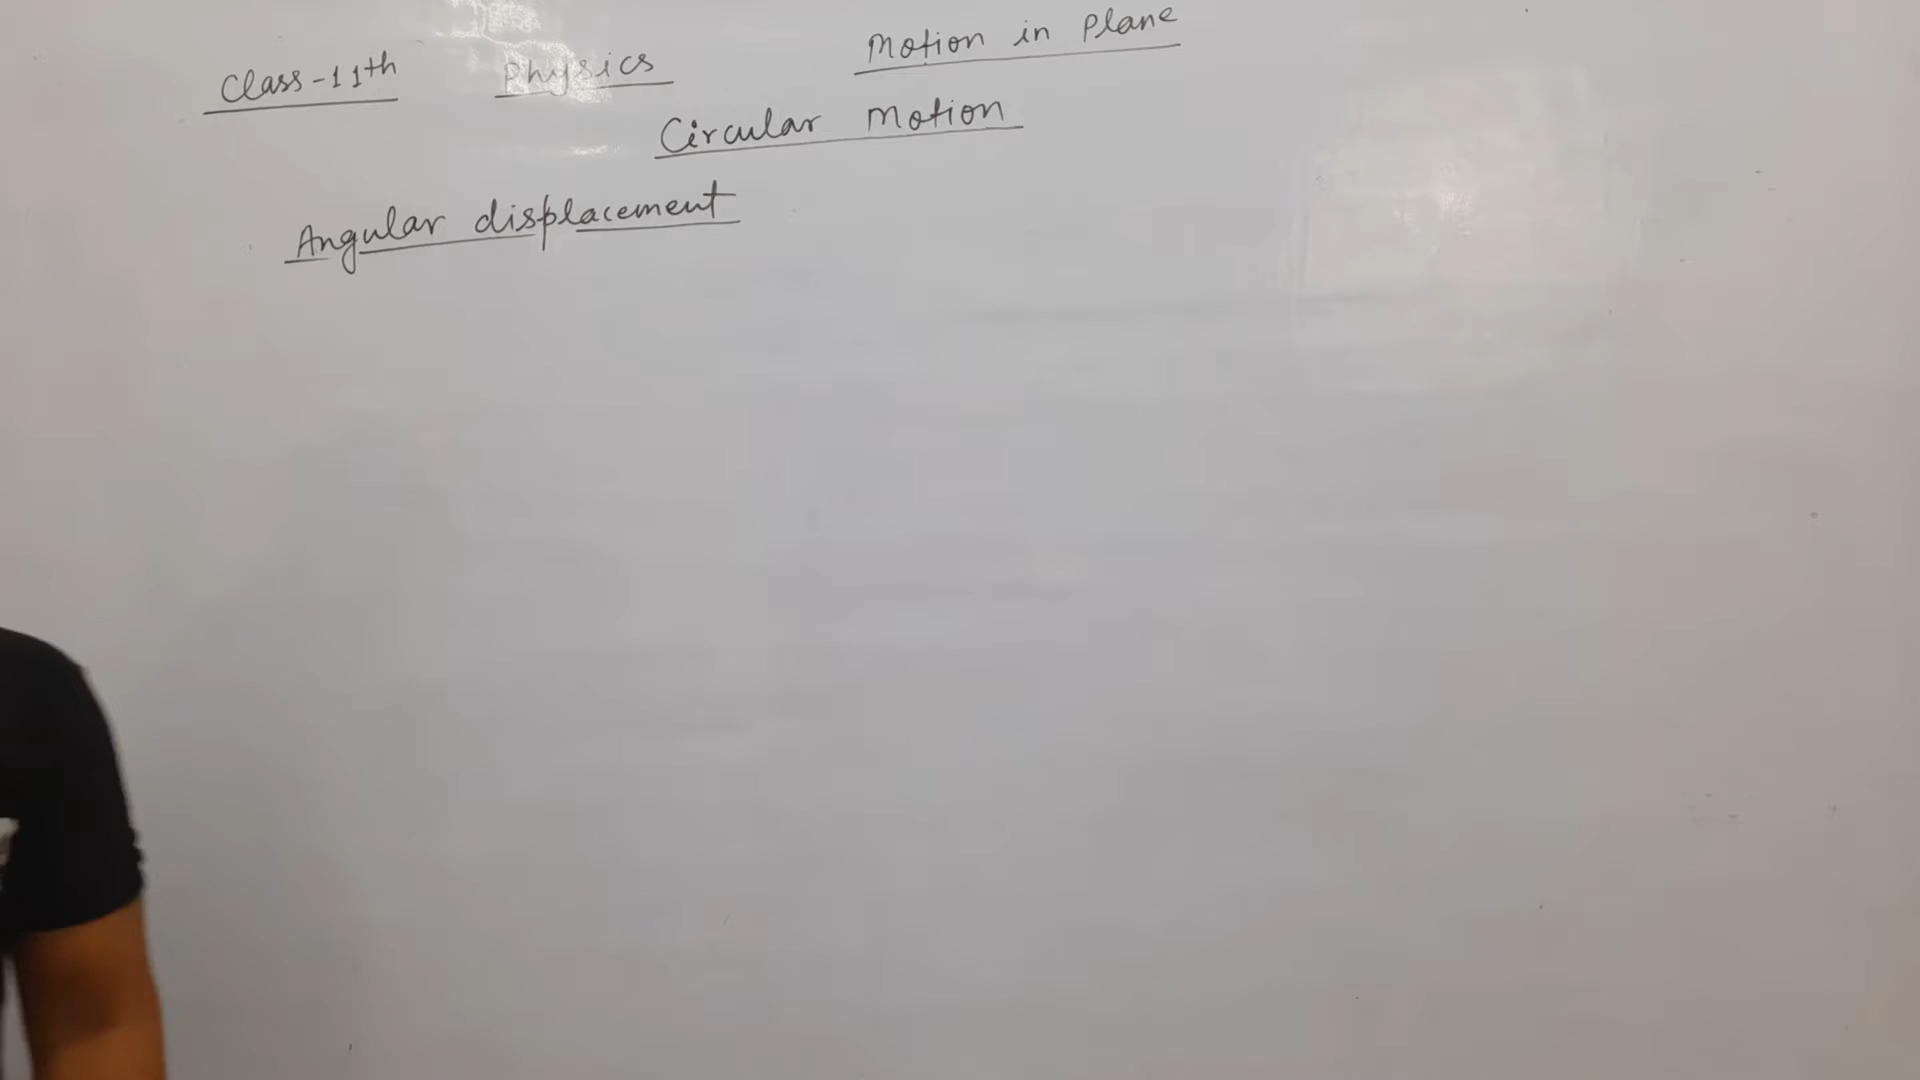 Class-11th Physics Motion in Plane
Circular Motion
Angular displacement